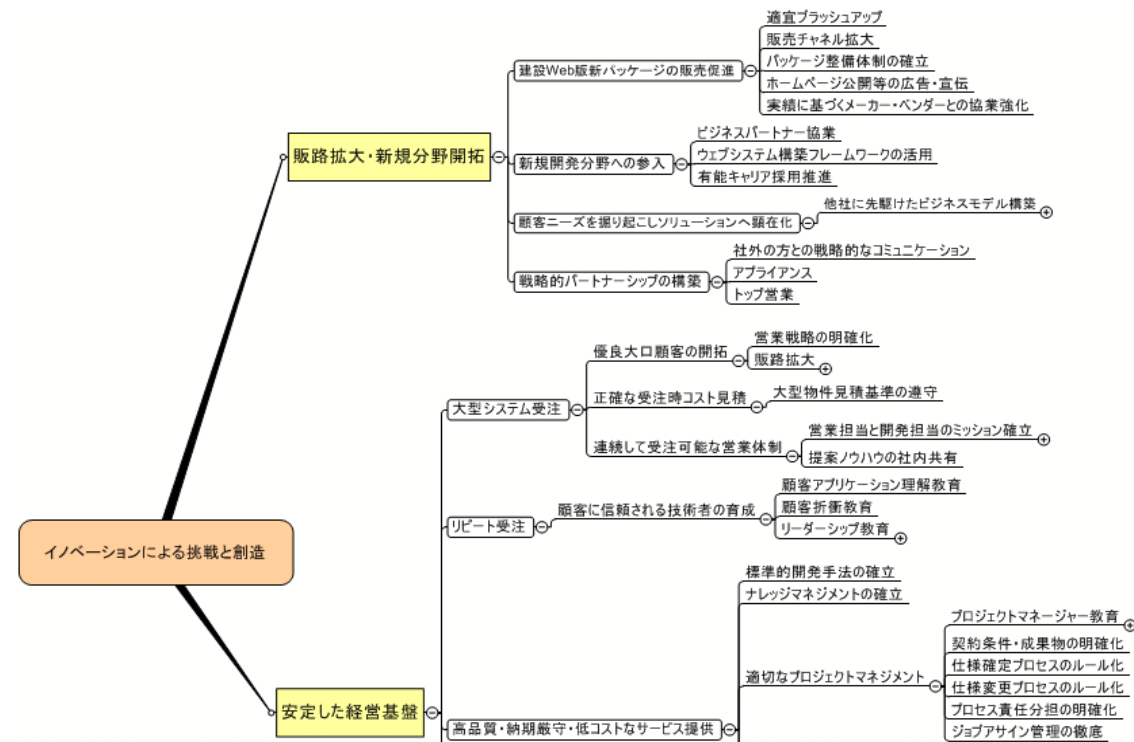 イノベーションによる挑戦と創造
販路拡大・新規分野開拓
建設Web版新パッケージの販売促進
適宜ブラッシュアップ
販売チャネル拡大
パッケージ整備体制の確立
ホームページ公開等の広告・宣伝
実績に基づくメーカー・ベンダーとの協業強化
新規開発分野への参入
ビジネスパートナー協業
ウェブシステム構築フレームワークの活用
有能キャリア採用推進
顧客ニーズを掘り起こしソリューションへ顕在化
他社に先駆けたビジネスモデル構築
戦略的パートナーシップの構築
社外の方との戦略的なコミュニケーション
アプライアンス
トップ営業
安定した経営基盤
大型システム受注
優良大口顧客の開拓
営業戦略の明確化
販路拡大
正確な受注時コスト見積
大型物件見積基準の遵守
連続して受注可能な営業体制
営業担当と開発担当のミッション確立
提案ノウハウの社内共有
リピート受注
顧客に信頼される技術者の育成
顧客アプリケーション理解教育
顧客折衝教育
リーダーシップ教育
高品質・納期厳守・低コストなサービス提供
標準的開発手法の確立
ナレッジマネジメントの確立
適切なプロジェクトマネジメント
プロジェクトマネージャー教育
契約条件・成果物の明確化
仕様確定プロセスのルール化
仕様変更プロセスのルール化
プロセス責任分担の明確化
ジョブアサイン管理の徹底